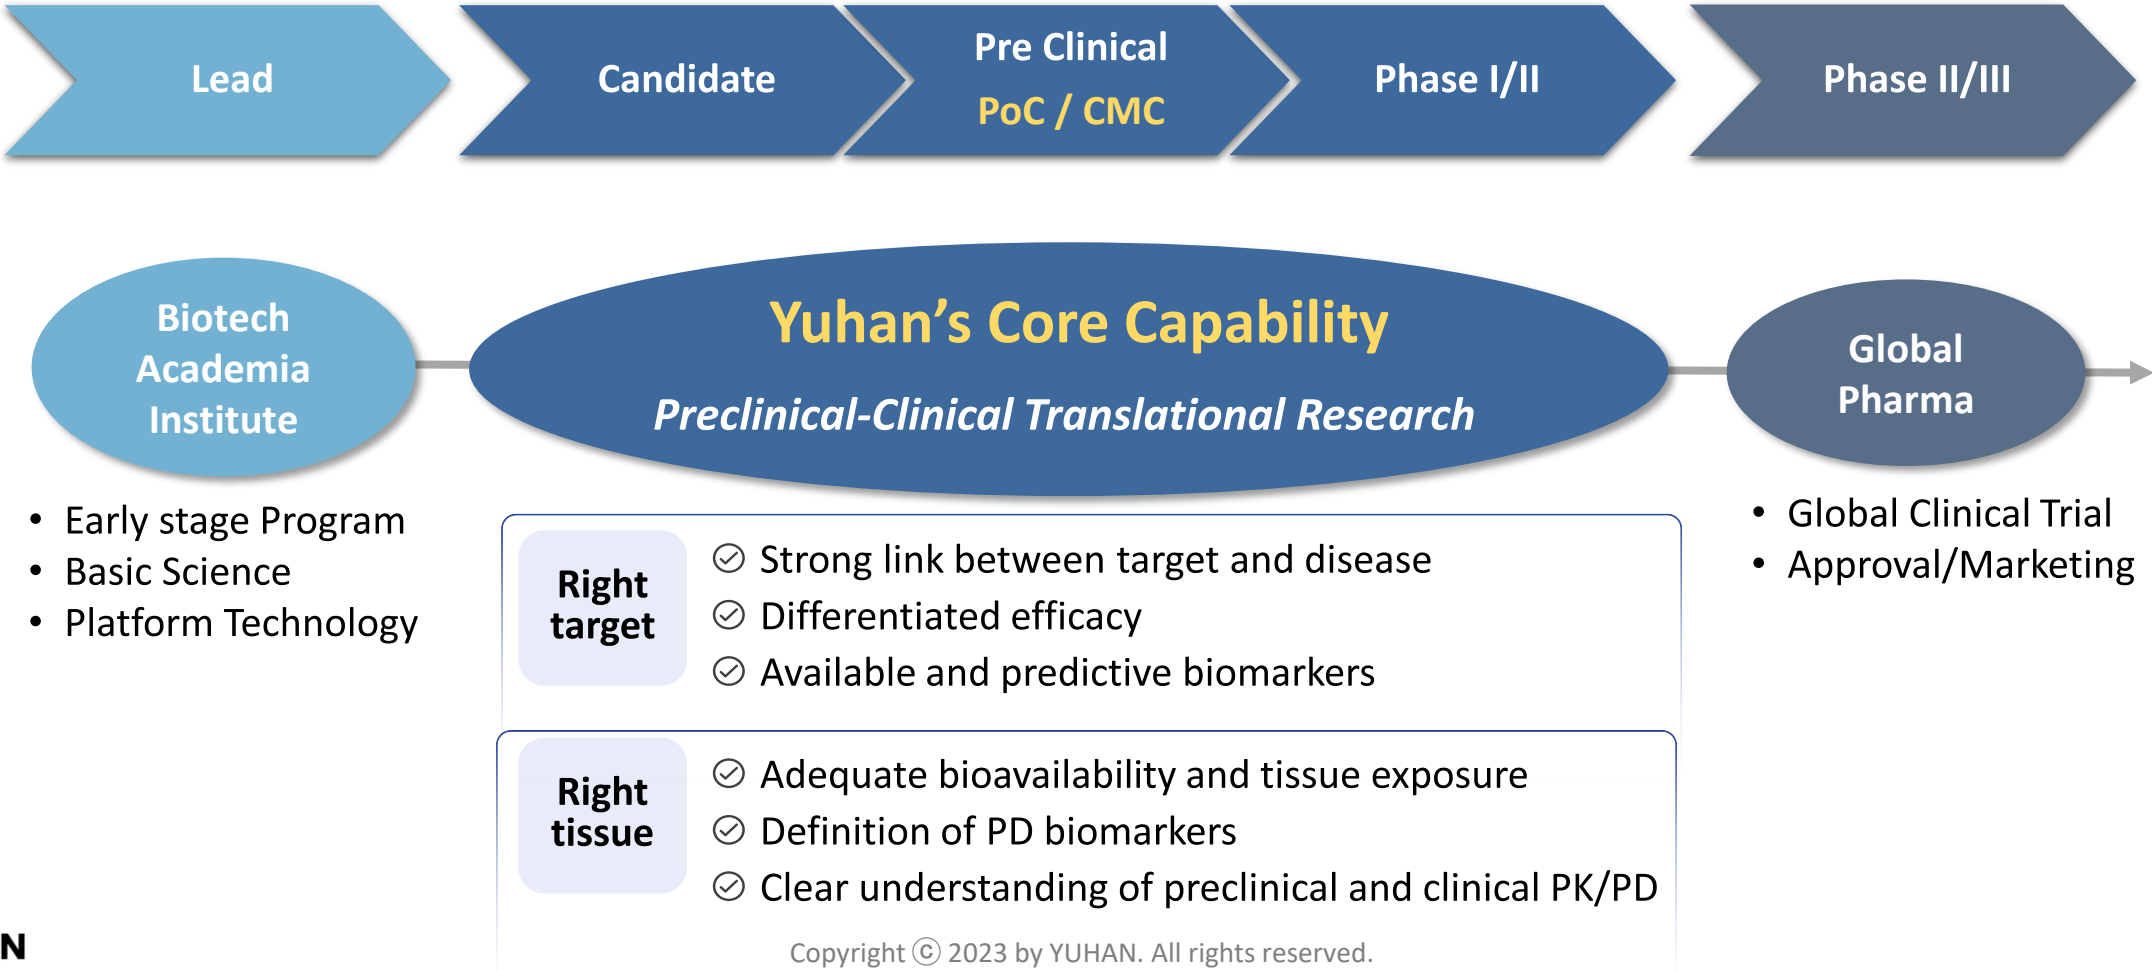 Lead
Candidate
Pre Clinical
PoC / CMC
Phase I/II
Phase II/III
Biotech
Academia
Institute
Yuhan’s Core Capability
Preclinical-Clinical Translational Research
Global
Pharma
• Early stage Program
• Basic Science
• Platform Technology
Right
target
Strong link between target and disease
Differentiated efficacy
Available and predictive biomarkers
Right
tissue
Adequate bioavailability and tissue exposure
Definition of PD biomarkers
Clear understanding of preclinical and clinical PK/PD
• Global Clinical Trial
• Approval/Marketing
N
Copyright ⓒ 2023 by YUHAN. All rights reserved.